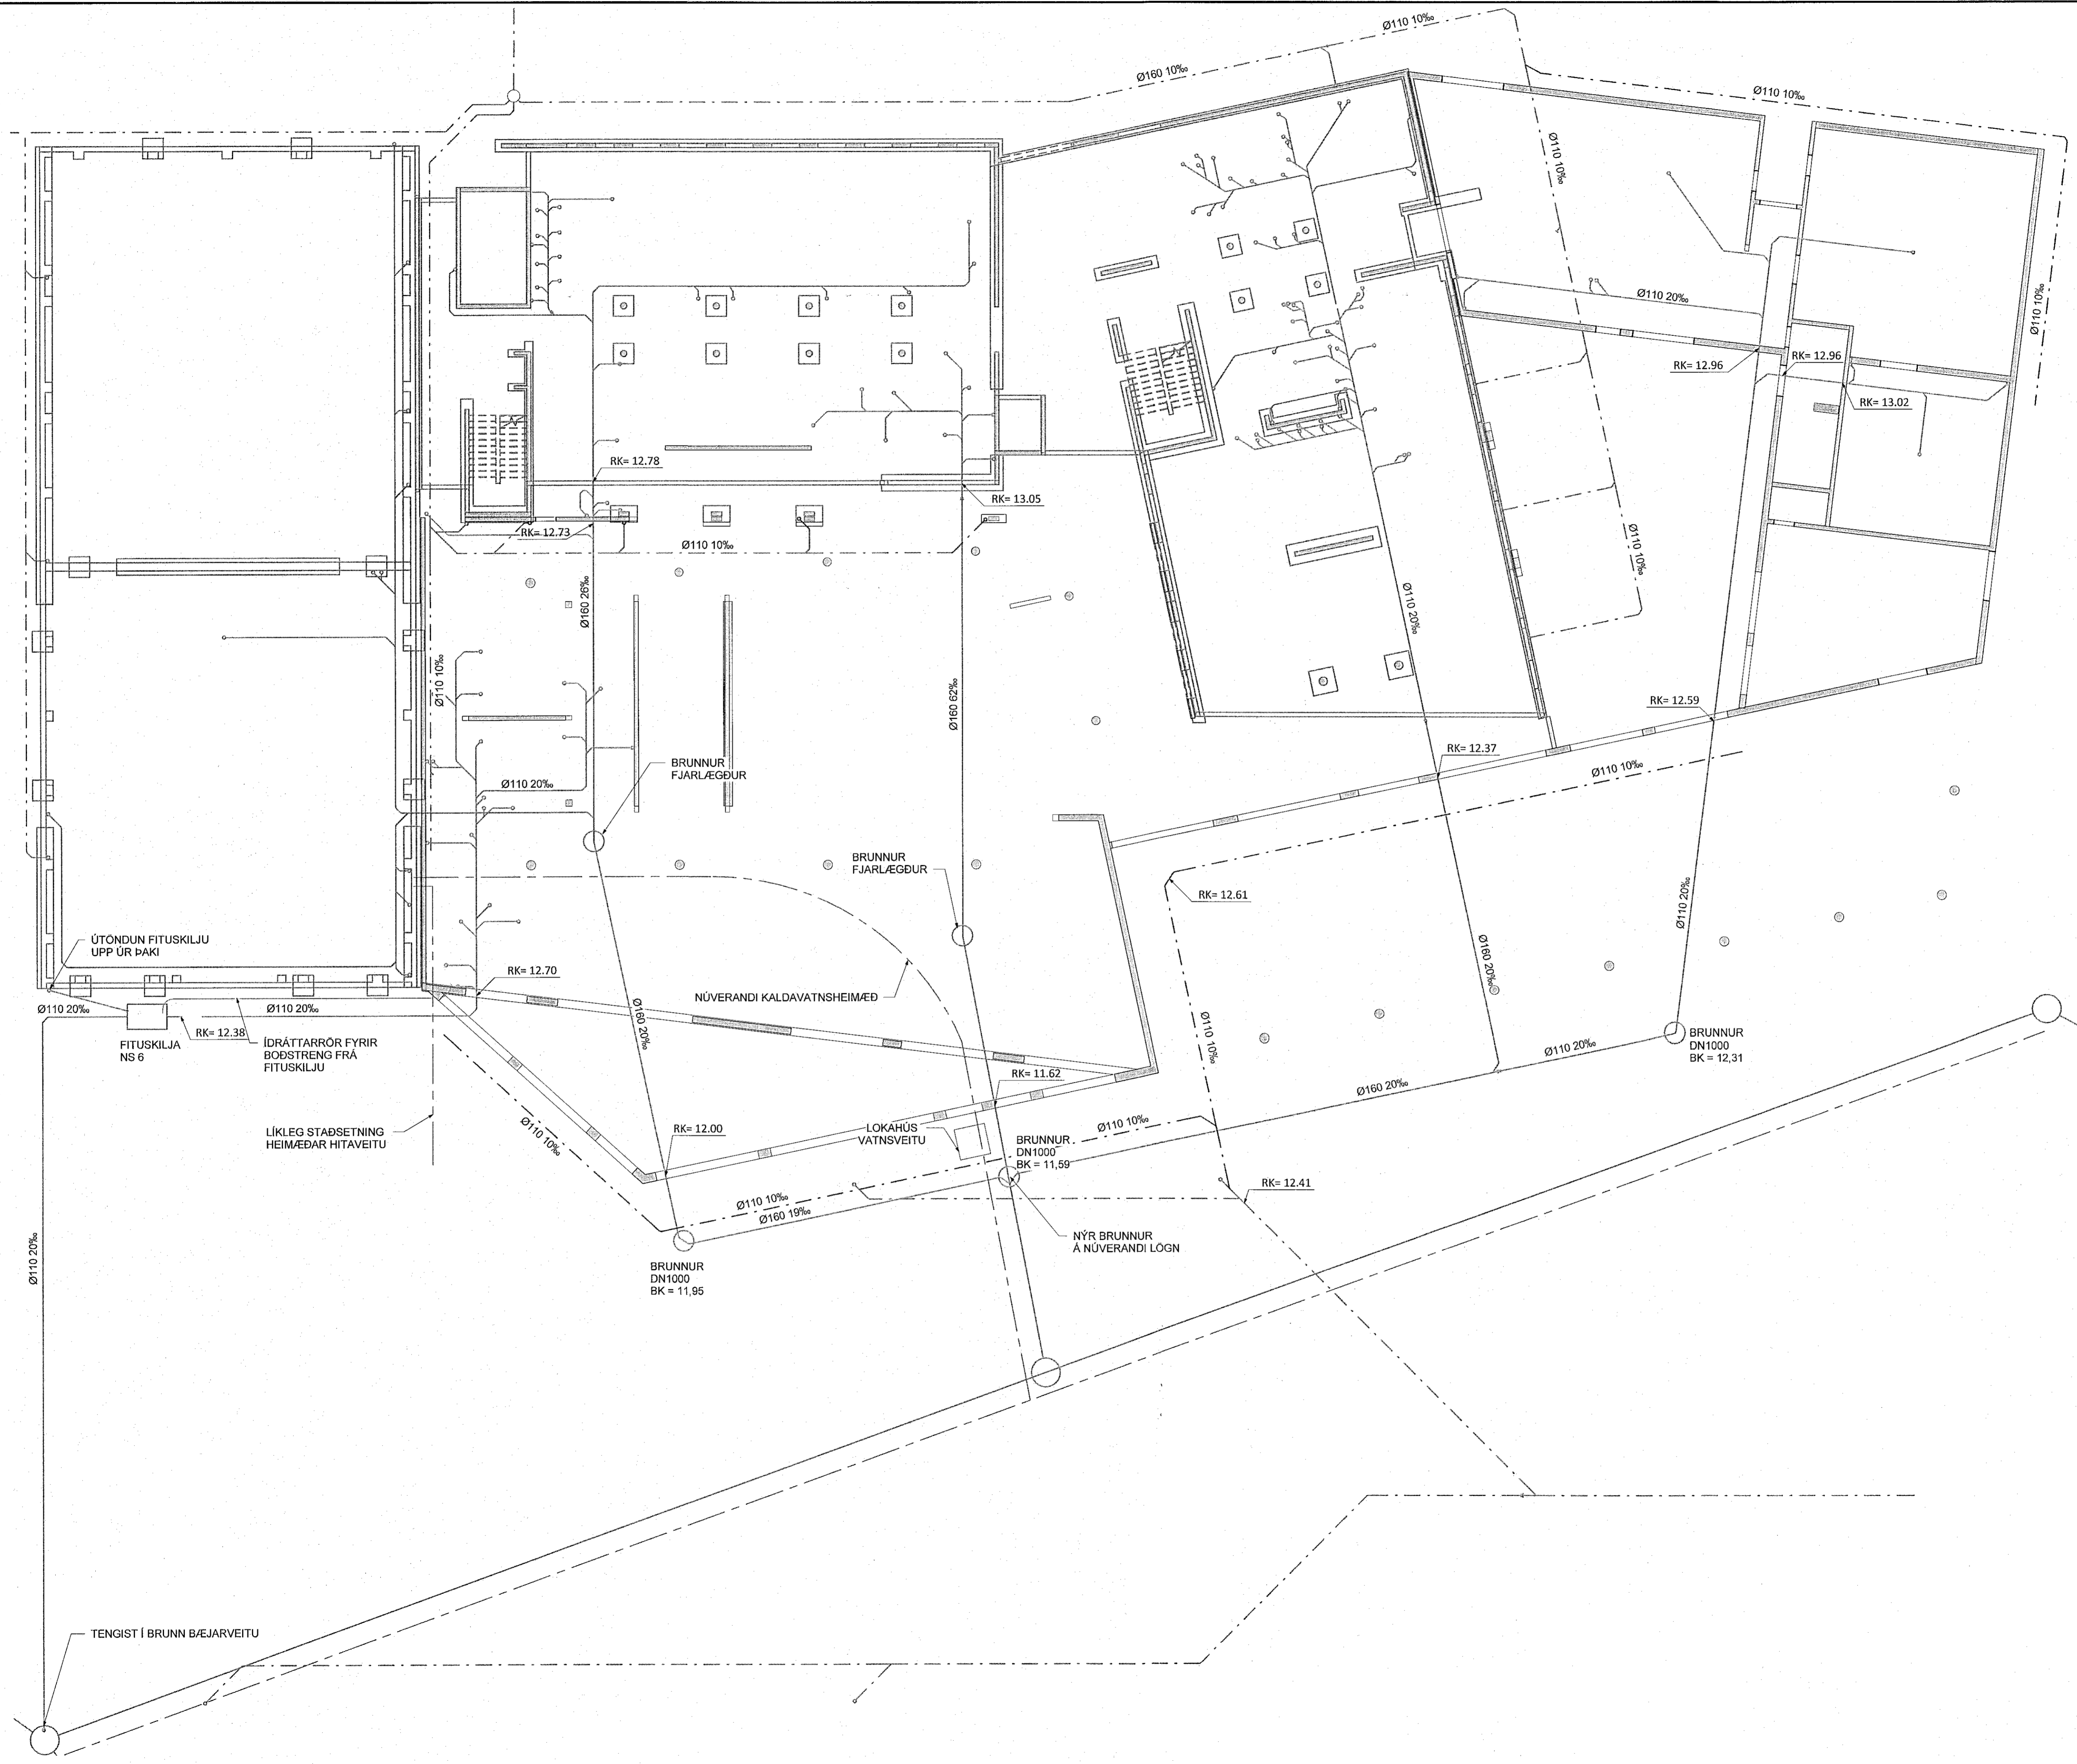 Ø110 10‰
Ø160 10‰
Ø110 10‰
Ø110 10‰
Ø110 10‰
Ø110 20‰
RK= 12.96
RK= 12.96
RK= 13.02
RK= 12.78
RK= 13.05
RK= 12.73
Ø110 10‰
Ø110 10‰
Ø160 26‰
Ø110 20‰
Ø110 10‰
Ø160 62‰
RK= 12.59
RK= 12.37
Ø110 10‰
BRUNNUR
FJARLÆGÐUR
Ø110 20‰
BRUNNUR
FJARLÆGÐUR
RK= 12.61
Ø110 20‰
ÚTÖNDUN FITUSKILJU
UPP ÚR ÞAKI
RK= 12.70
Ø160 20‰
NÚVERANDI KALDAVATNSHEIMÆÐ
Ø110 20‰
Ø110 20‰
RK= 12.38
FITUSKILJA
NS 6
ÍDRÁTTARRÖR FYRIR
BOÐSTRENG FRÁ
FITUSKILJU
Ø160 20‰
Ø110 10‰
BRUNNUR
DN1000
BK = 12,31
Ø110 20‰
RK= 11.62
Ø160 20‰
LÍKLEG STAÐSETNING
HEIMÆÐAR HITAVEITU
Ø110 10‰
RK= 12.00
LOKAHÚS
VATNSVEITU
Ø110 10‰
BRUNNUR
DN1000
BK = 11,59
RK= 12.41
Ø110 10‰
Ø160 19‰
NÝR BRUNNUR
Á NÚVERANDI LÖGN
Ø110 20‰
BRUNNUR
DN1000
BK = 11,95
TENGIST Í BRUNN BÆJARVEITU